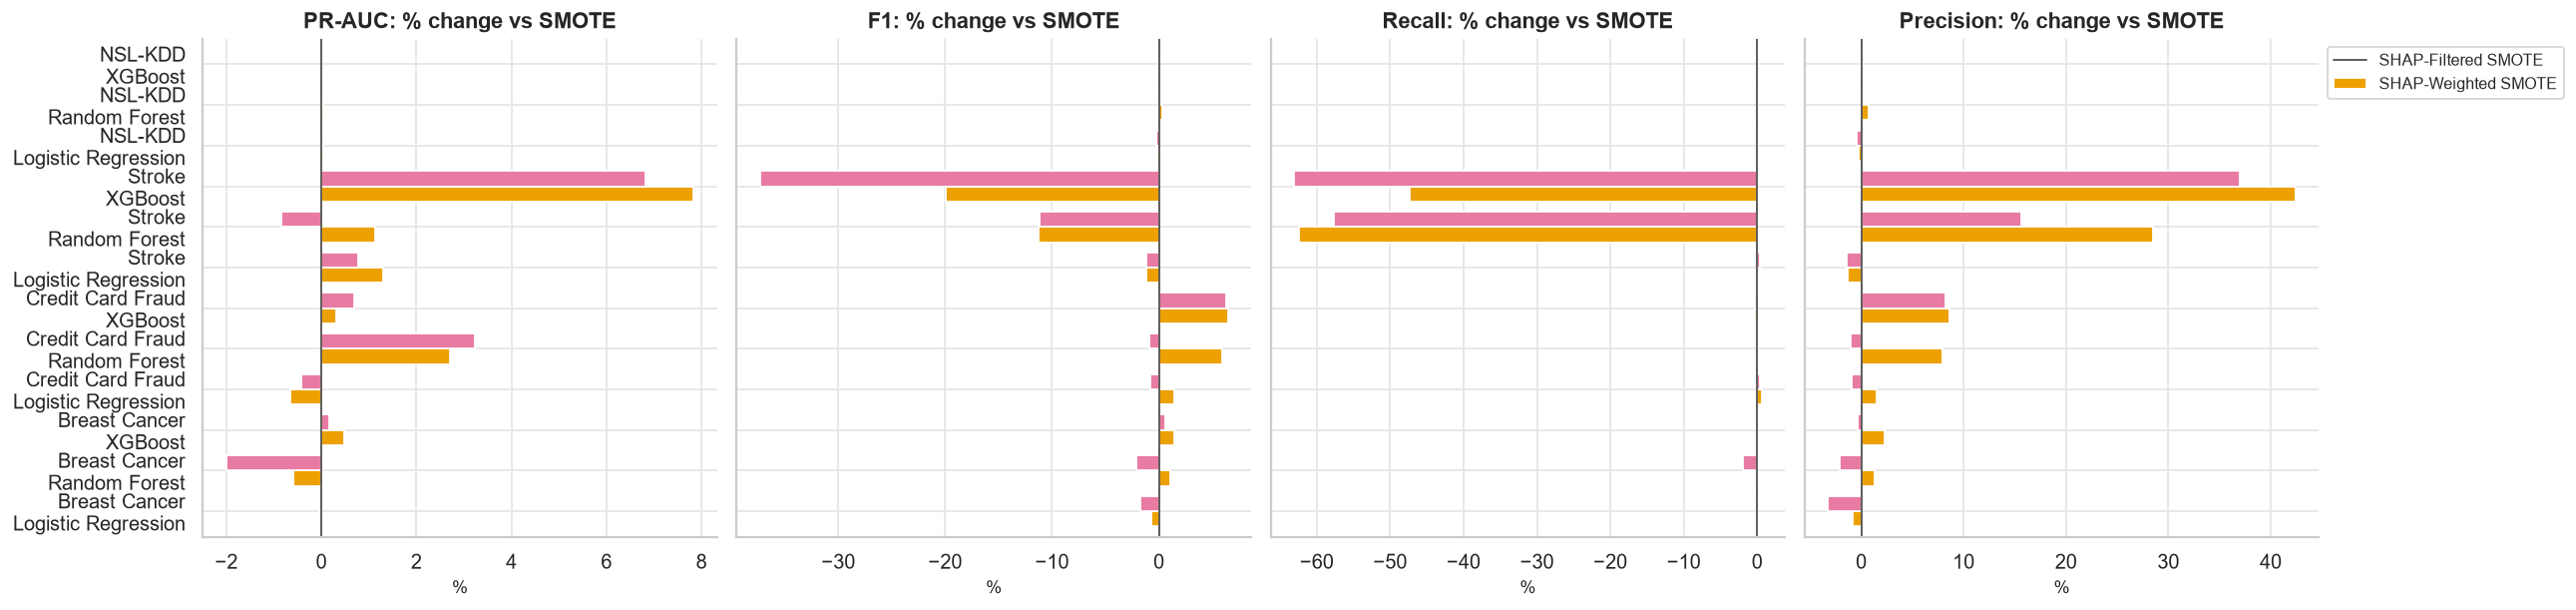 PR-AUC: % change vs SMOTE
F1: % change vs SMOTE
Recall: % change vs SMOTE
Precision: % change vs SMOTE
SHAP-Filtered SMOTE
SHAP-Weighted SMOTE
NSL-KDD
XGBoost
NSL-KDD
Random Forest
NSL-KDD
Logistic Regression
Stroke
XGBoost
Stroke
Random Forest
Stroke
Logistic Regression
Credit Card Fraud
XGBoost
Credit Card Fraud
Random Forest
Credit Card Fraud
Logistic Regression
Breast Cancer
XGBoost
Breast Cancer
Random Forest
Breast Cancer
Logistic Regression
−2 0 2 4 6 8
%
−30 −20 −10 0
%
−60 −50 −40 −30 −20 −10 0
%
0 10 20 30 40
%